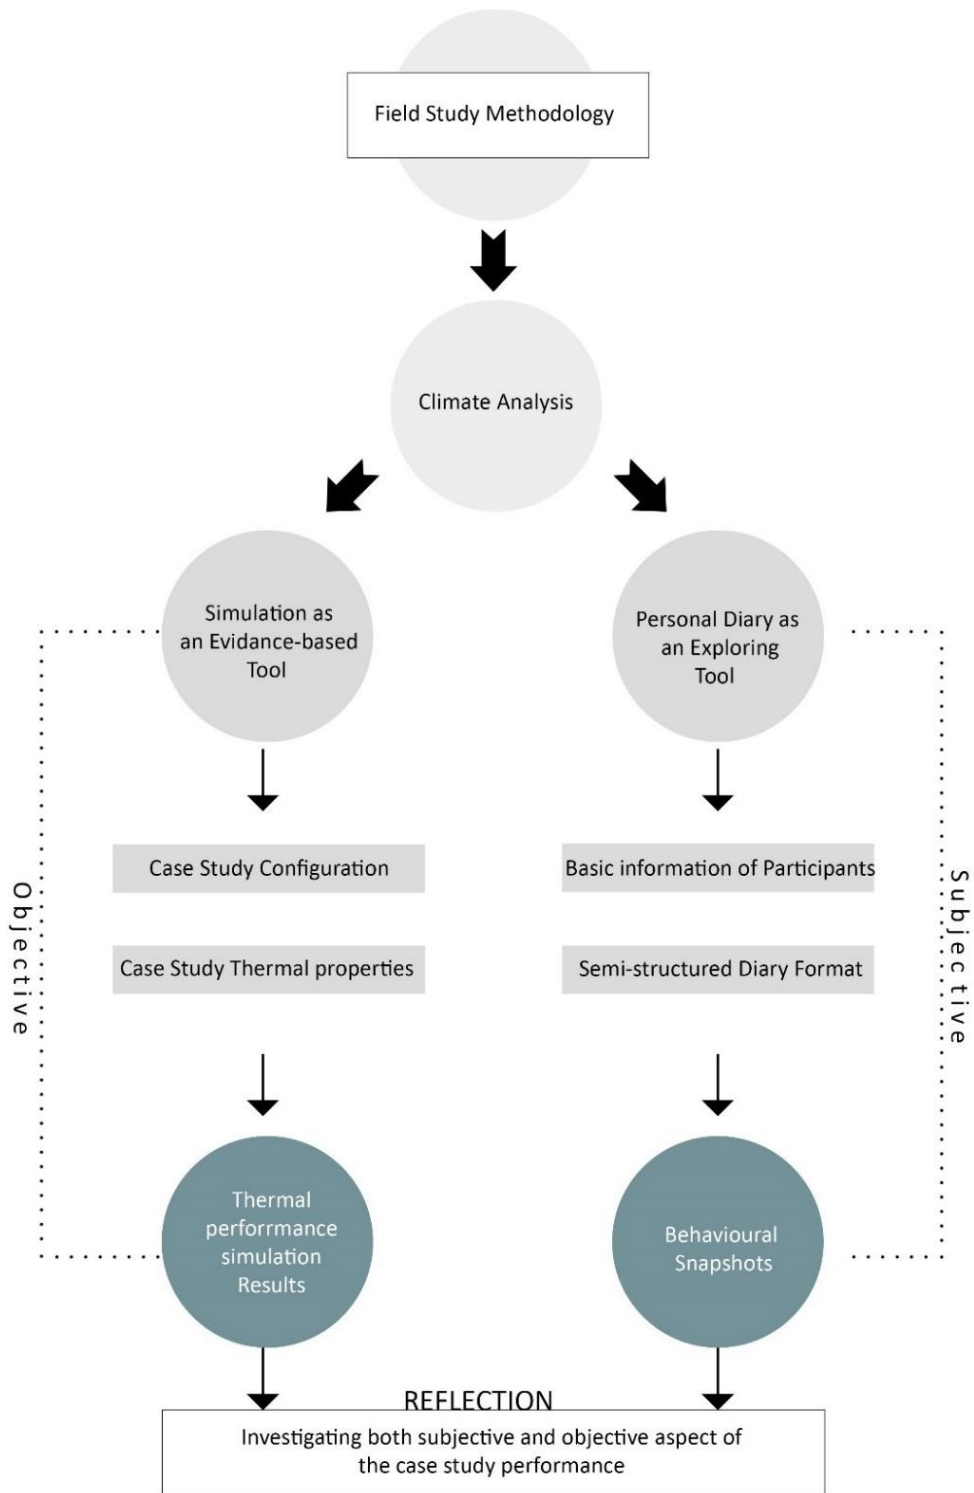 Field Study Methodology
Climate Analysis
Simulation as
an Evidance-based
Tool
Personal Diary as
an Exploring
Tool
Objective
Case Study Configuration
Case Study Thermal properties
Basic information of Participants
Semi-structured Diary Format
Subjective
Thermal
perforrmance
simulation
Results
Behavioural
Snapshots
REFLECTION
Investigating both subjective and objective aspect of
the case study performance